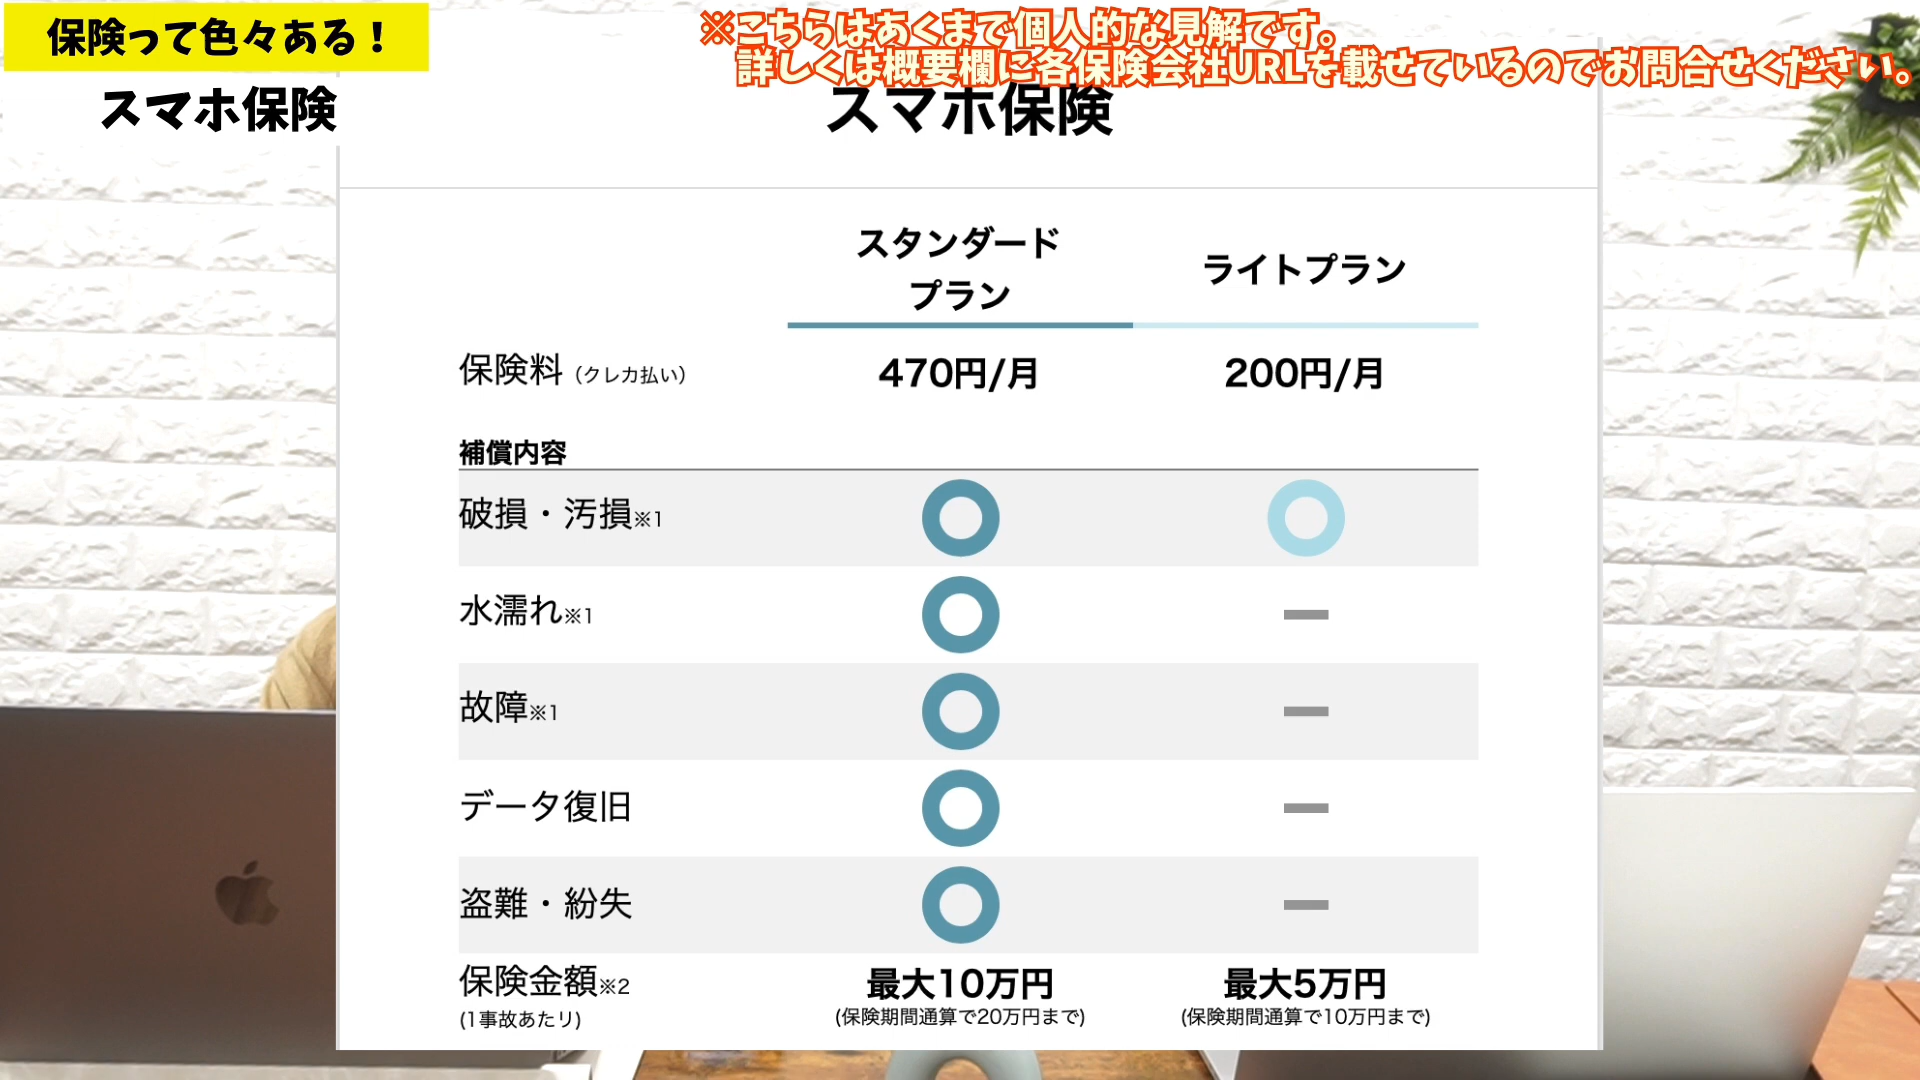 保険って色々ある！
※こちらはあくまで個人的な見解です。
詳しくは概要欄に各保険会社URLを載せているのでお問合せください。
スマホ保険
スマホ保険
スタンダード
プラン
ライトプラン
保険料（クレカ払い）
470円/月
200円/月
補償内容
破損・汚損※1
水濡れ※1
故障※1
データ復旧
盗難・紛失
保険金額※2
(1事故あたり)
最大10万円
(保険期間通算で20万円まで)
最大5万円
(保険期間通算で10万円まで)